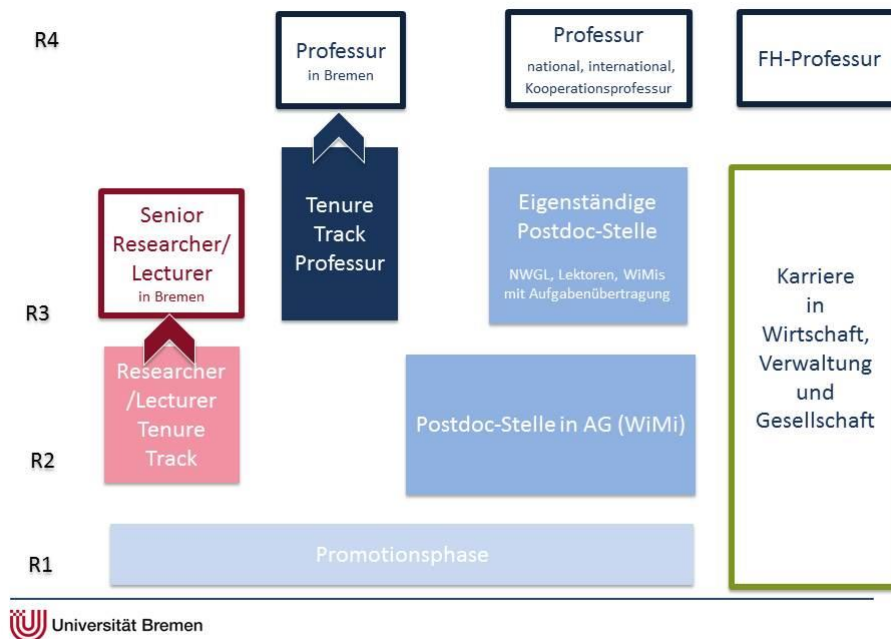 R4
Professur
in Bremen
Professur
national, international,
Kooperationsprofessur
FH-Professur
Senior
Researcher/
Lecturer
in Bremen
Tenure
Track
Professur
Eigenständige
Postdoc-Stelle
NWGL, Lektoren, WiMis
mit Aufgabenübertragung
Karriere
in
Wirtschaft,
Verwaltung
und
Gesellschaft
R3
Researcher
/Lecturer
Tenure
Track
Postdoc-Stelle in AG (WiMi)
R2
Promotionsphase
R1
Universität Bremen